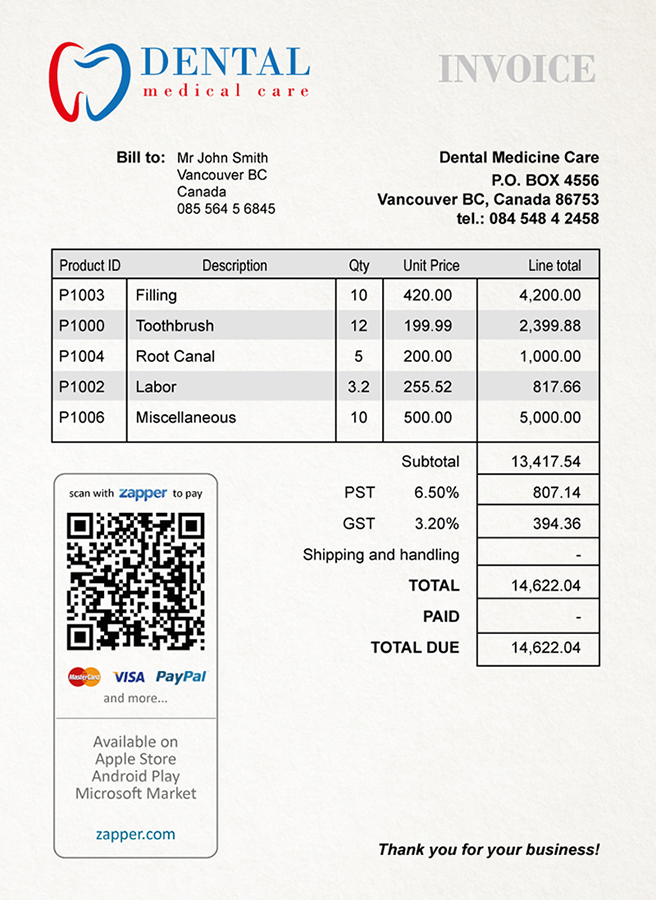 DENTAL
medical care
INVOICE
Bill to: Mr John Smith
Vancouver BC
Canada
085 564 5 6845
Dental Medicine Care
P.O. BOX 4556
Vancouver BC, Canada 86753
tel.: 084 548 4 2458
Product ID Description Qty Unit Price Line total
P1003 Filling 10 420.00 4,200.00
P1000 Toothbrush 12 199.99 2,399.88
P1004 Root Canal 5 200.00 1,000.00
P1002 Labor 3.2 255.52 817.66
P1006 Miscellaneous 10 500.00 5,000.00
Subtotal 13,417.54
PST 6.50% 807.14
GST 3.20% 394.36
Shipping and handling -
TOTAL 14,622.04
PAID -
TOTAL DUE 14,622.04
scan with zapper to pay
MasterCard VISA PayPal
and more...
Available on
Apple Store
Android Play
Microsoft Market
zapper.com
Thank you for your business!